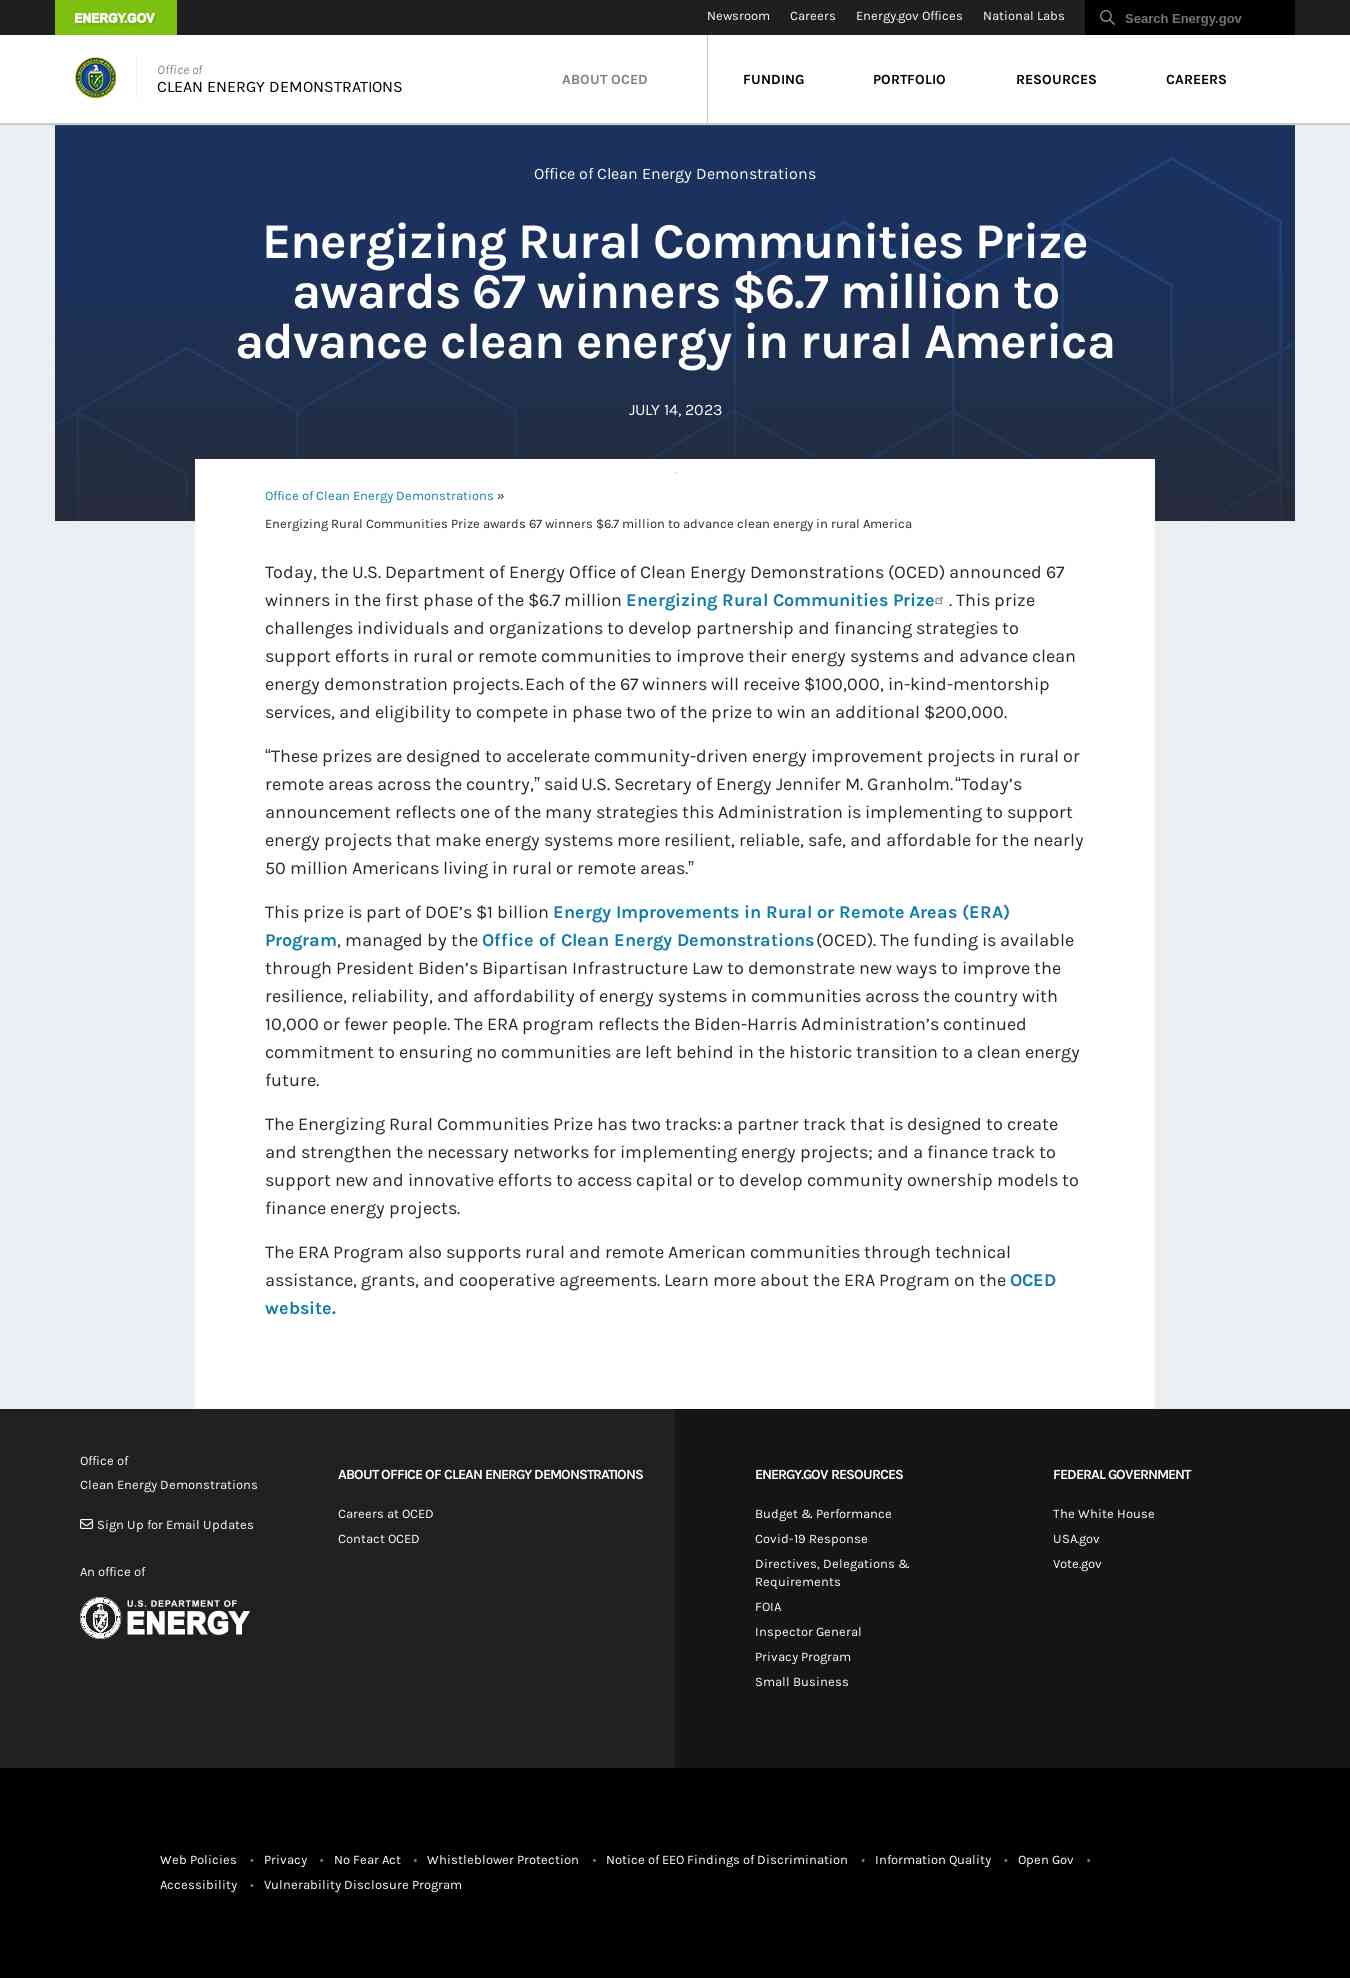 ENERGY.GOV
Newsroom Careers Energy.gov Offices National Labs Search Energy.gov
Office of
CLEAN ENERGY DEMONSTRATIONS
ABOUT OCED FUNDING PORTFOLIO RESOURCES CAREERS
Office of Clean Energy Demonstrations
Energizing Rural Communities Prize
awards 67 winners $6.7 million to
advance clean energy in rural America
JULY 14, 2023
Office of Clean Energy Demonstrations »
Energizing Rural Communities Prize awards 67 winners $6.7 million to advance clean energy in rural America
Today, the U.S. Department of Energy Office of Clean Energy Demonstrations (OCED) announced 67
winners in the first phase of the $6.7 million Energizing Rural Communities Prize . This prize
challenges individuals and organizations to develop partnership and financing strategies to
support efforts in rural or remote communities to improve their energy systems and advance clean
energy demonstration projects. Each of the 67 winners will receive $100,000, in-kind-mentorship
services, and eligibility to compete in phase two of the prize to win an additional $200,000.
“These prizes are designed to accelerate community-driven energy improvement projects in rural or
remote areas across the country,” said U.S. Secretary of Energy Jennifer M. Granholm. “Today’s
announcement reflects one of the many strategies this Administration is implementing to support
energy projects that make energy systems more resilient, reliable, safe, and affordable for the nearly
50 million Americans living in rural or remote areas.”
This prize is part of DOE’s $1 billion Energy Improvements in Rural or Remote Areas (ERA)
Program, managed by the Office of Clean Energy Demonstrations (OCED). The funding is available
through President Biden’s Bipartisan Infrastructure Law to demonstrate new ways to improve the
resilience, reliability, and affordability of energy systems in communities across the country with
10,000 or fewer people. The ERA program reflects the Biden-Harris Administration’s continued
commitment to ensuring no communities are left behind in the historic transition to a clean energy
future.
The Energizing Rural Communities Prize has two tracks: a partner track that is designed to create
and strengthen the necessary networks for implementing energy projects; and a finance track to
support new and innovative efforts to access capital or to develop community ownership models to
finance energy projects.
The ERA Program also supports rural and remote American communities through technical
assistance, grants, and cooperative agreements. Learn more about the ERA Program on the OCED
website.
Office of
Clean Energy Demonstrations
Sign Up for Email Updates
An office of
U.S. DEPARTMENT OF
ENERGY
ABOUT OFFICE OF CLEAN ENERGY DEMONSTRATIONS
Careers at OCED
Contact OCED
ENERGY.GOV RESOURCES
Budget & Performance
Covid-19 Response
Directives, Delegations &
Requirements
FOIA
Inspector General
Privacy Program
Small Business
FEDERAL GOVERNMENT
The White House
USA.gov
Vote.gov
Web Policies • Privacy • No Fear Act • Whistleblower Protection • Notice of EEO Findings of Discrimination • Information Quality • Open Gov •
Accessibility • Vulnerability Disclosure Program